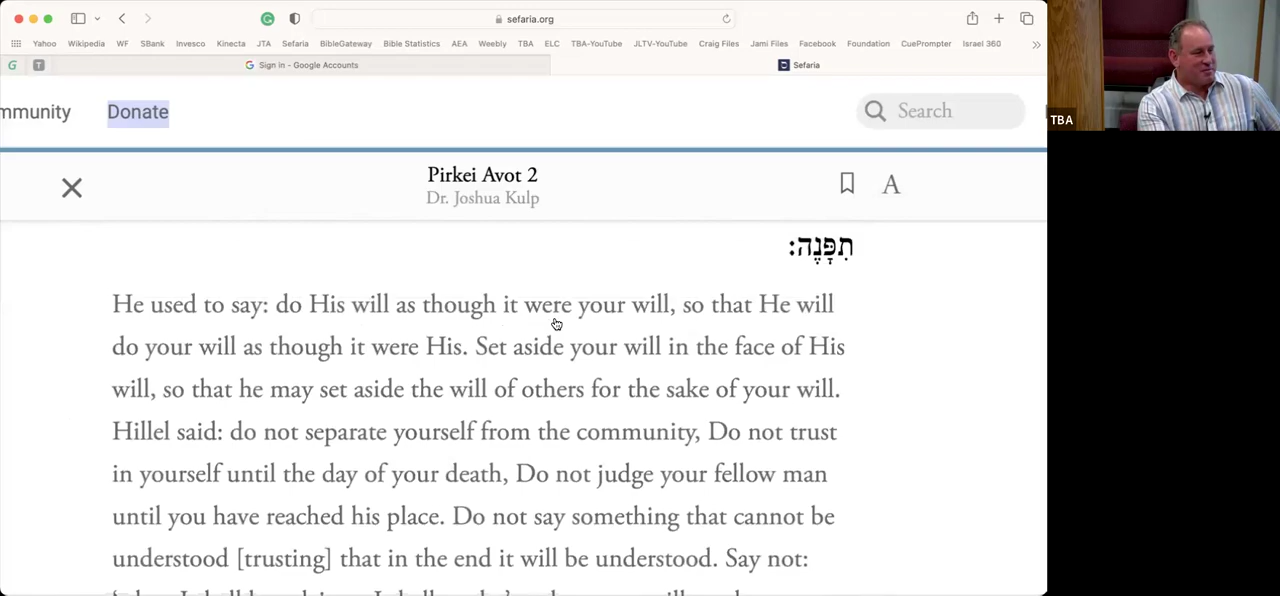 sefaria.org
Yahoo Wikipedia WF SBank Invesco Kinecta JTA Sefaria BibleGateway Bible Statistics AEA Weebly TBA ELC TBA-YouTube JLTV-YouTube Craig Files Jami Files Facebook Foundation CuePrompter Israel 360
G T Sign in - Google Accounts Sefaria
mmunity Donate Search
TBA
Pirkei Avot 2
A
Dr. Joshua Kulp
תִפָּנֶה:
He used to say: do His will as though it were your will, so that He will
do your will as though it were His. Set aside your will in the face of His
will, so that he may set aside the will of others for the sake of your will.
Hillel said: do not separate yourself from the community, Do not trust
in yourself until the day of your death, Do not judge your fellow man
until you have reached his place. Do not say something that cannot be
understood [trusting] that in the end it will be understood. Say not: